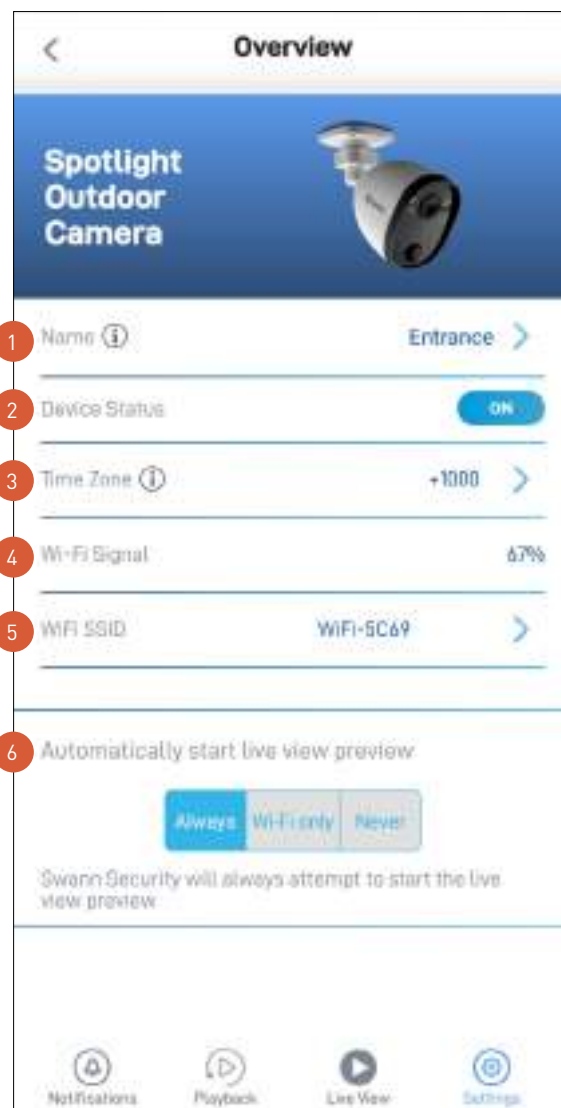 Overview
Spotlight
Outdoor
Camera
1 Name Entrance
2 Device Status ON
3 Time Zone +1000
4 Wi-Fi Signal 67%
5 WiFi SSID WiFi-5C69
6 Automatically start live view preview
Always Wi-Fi only Never
Swann Security will always attempt to start the live
view preview
Notifications Playback Live View Settings